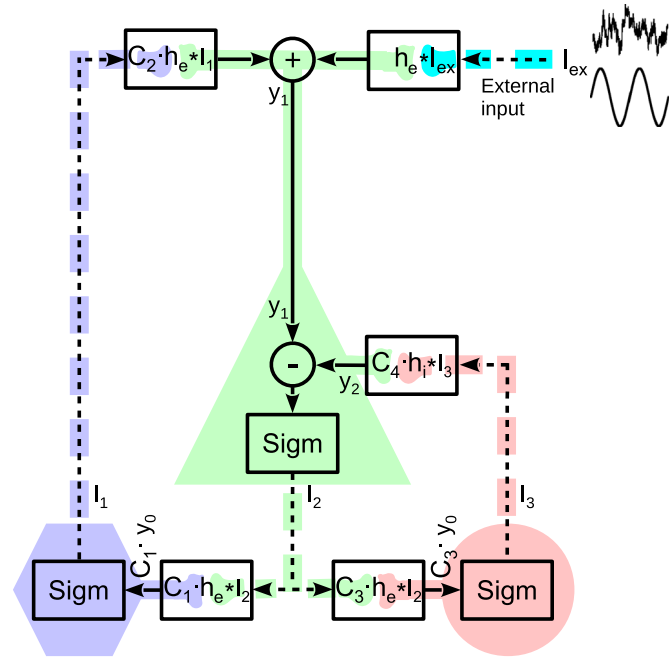 C₂·hₑ*I₁
+
hₑ*Iₑₓ
Iₑₓ
External
input
y₁
y₁
-
y₂
C₄·hᵢ*I₃
Sigm
I₁
I₂
I₃
C₁·y₀
C₃·y₀
Sigm
C₁·hₑ*I₂
C₃·hₑ*I₂
Sigm